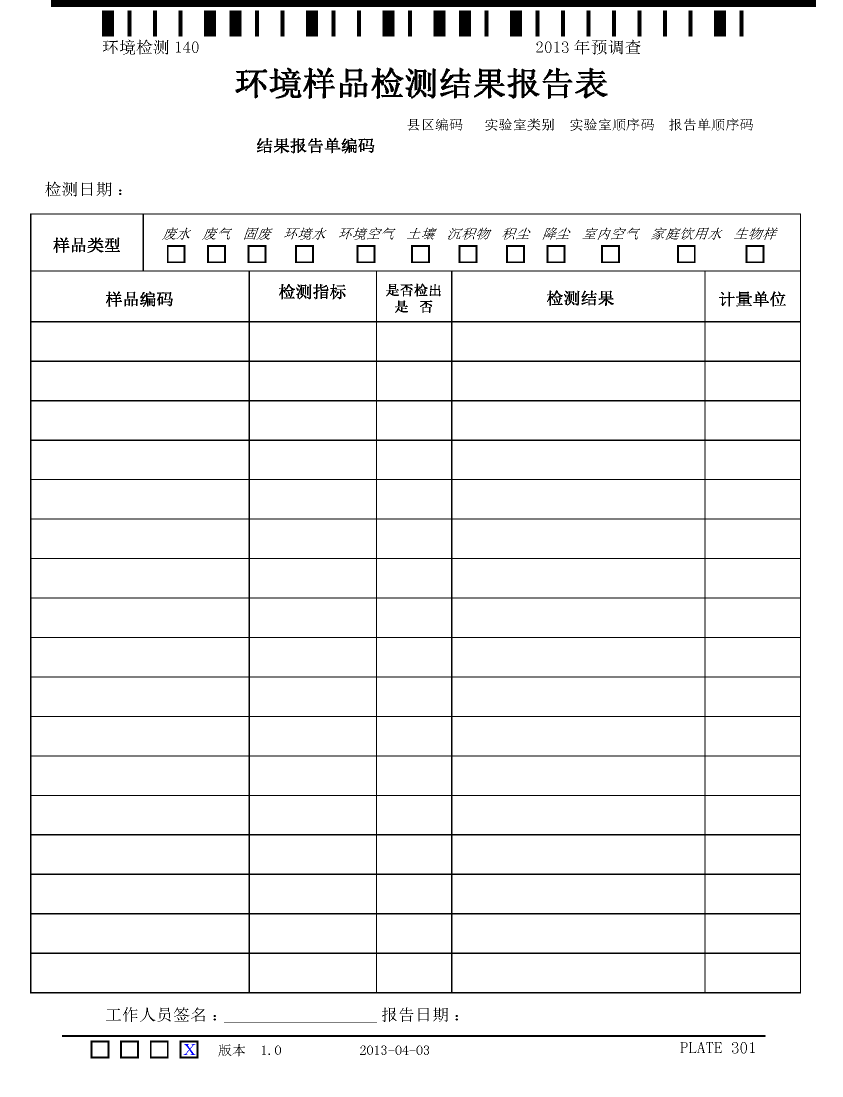 环境检测 140 2013 年预调查
环境样品检测结果报告表
县区编码 实验室类别 实验室顺序码 报告单顺序码
结果报告单编码
检测日期：
样品类型 废水 废气 固废 环境水 环境空气 土壤 沉积物 积尘 降尘 室内空气 家庭饮用水 生物样
样品编码 检测指标 是否检出 检测结果 计量单位
是 否
工作人员签名：__________________ 报告日期：
X 版本 1.0 2013-04-03 PLATE 301